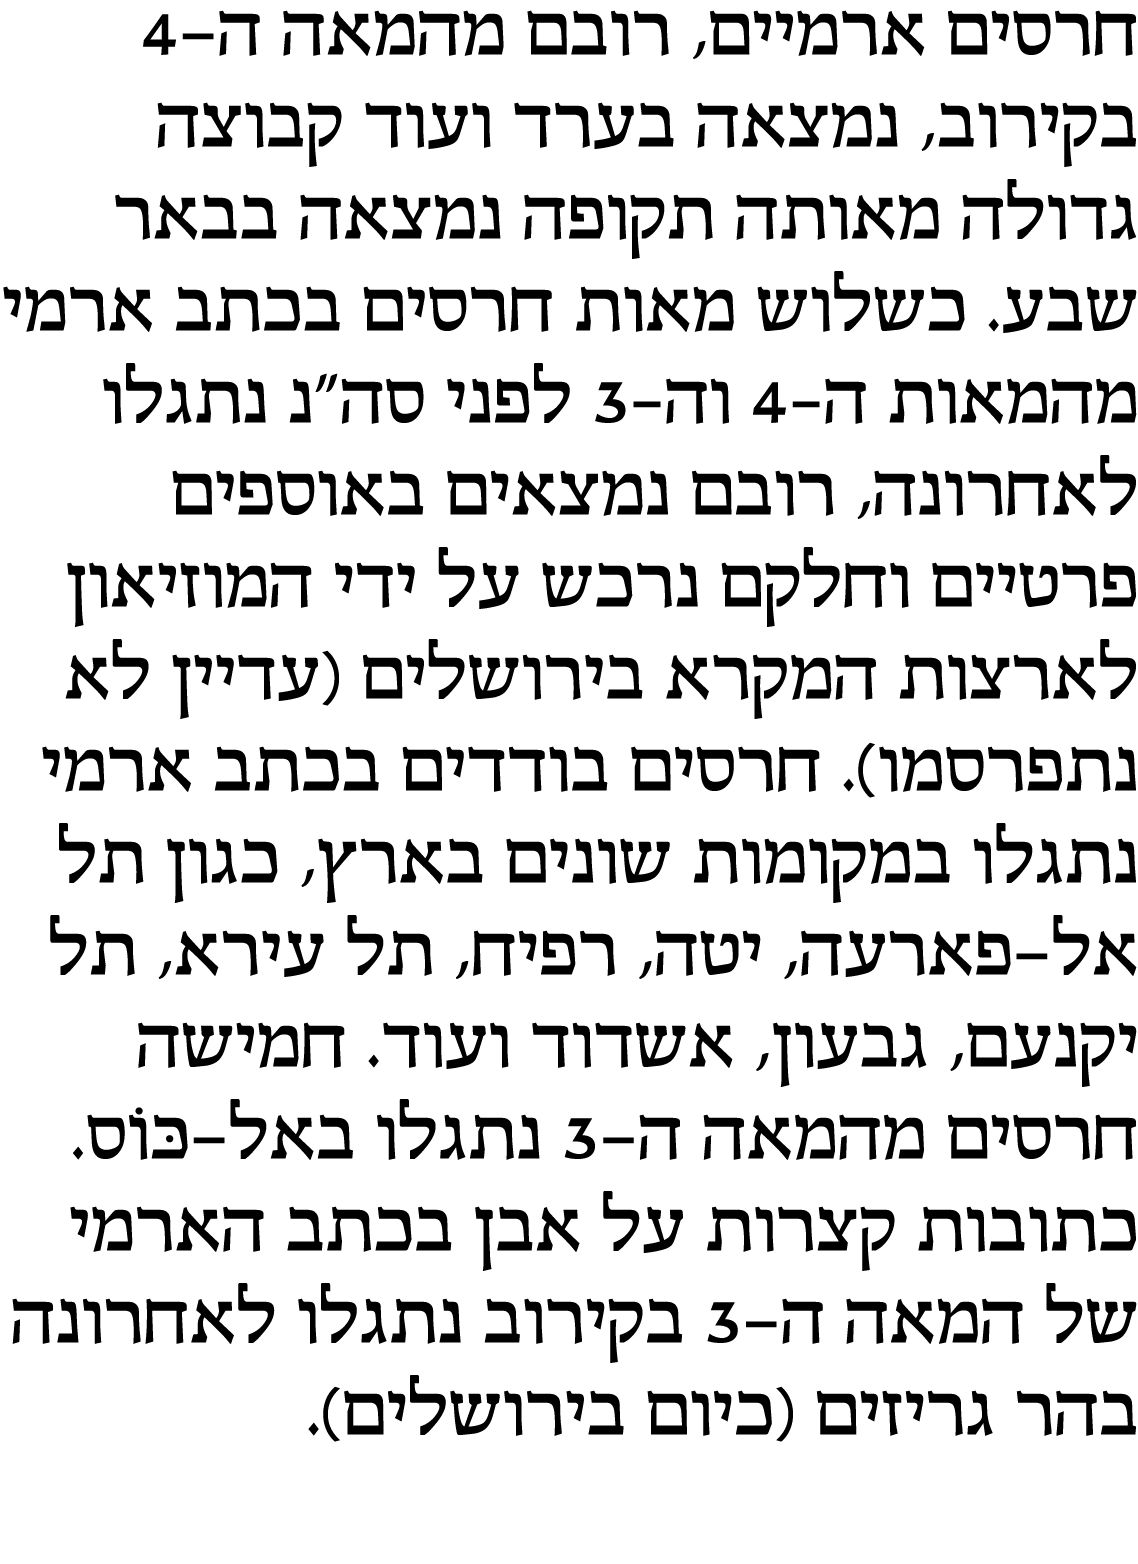 חרסים ארמיים, רובם מהמאה ה-4
בקירוב, נמצאה בערד ועוד קבוצה
גדולה מאותה תקופה נמצאה בבאר
שבע. כשלוש מאות חרסים בכתב ארמי
מהמאות ה-4 וה-3 לפני סה"נ נתגלו
לאחרונה, רובם נמצאים באוספים
פרטיים וחלקם נרכש על ידי המוזיאון
לארצות המקרא בירושלים (עדיין לא
נתפרסמו). חרסים בודדים בכתב ארמי
נתגלו במקומות שונים בארץ, כגון תל
אל-פארעה, יטה, רפיח, תל עירא, תל
יקנעם, גבעון, אשדוד ועוד. חמישה
חרסים מהמאה ה-3 נתגלו באל-כּוֹס.
כתובות קצרות על אבן בכתב הארמי
של המאה ה-3 בקירוב נתגלו לאחרונה
בהר גריזים (כיום בירושלים).